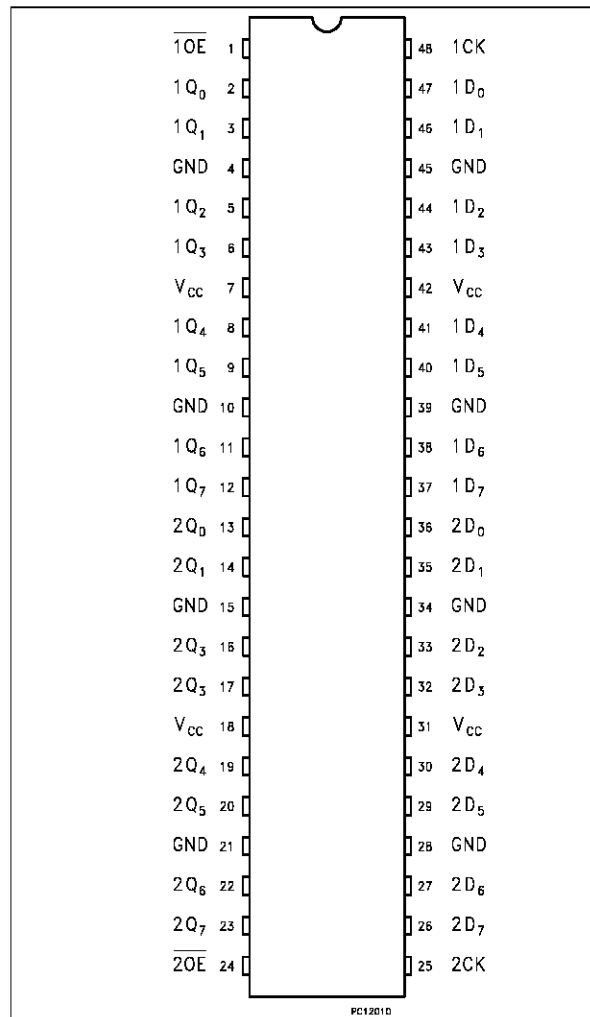 1OE 1 48 1CK
1Q0 2 47 1D0
1Q1 3 46 1D1
GND 4 45 GND
1Q2 5 44 1D2
1Q3 6 43 1D3
VCC 7 42 VCC
1Q4 8 41 1D4
1Q5 9 40 1D5
GND 10 39 GND
1Q6 11 38 1D6
1Q7 12 37 1D7
2Q0 13 36 2D0
2Q1 14 35 2D1
GND 15 34 GND
2Q3 16 33 2D2
2Q3 17 32 2D3
VCC 18 31 VCC
2Q4 19 30 2D4
2Q5 20 29 2D5
GND 21 28 GND
2Q6 22 27 2D6
2Q7 23 26 2D7
2OE 24 25 2CK
PC12010